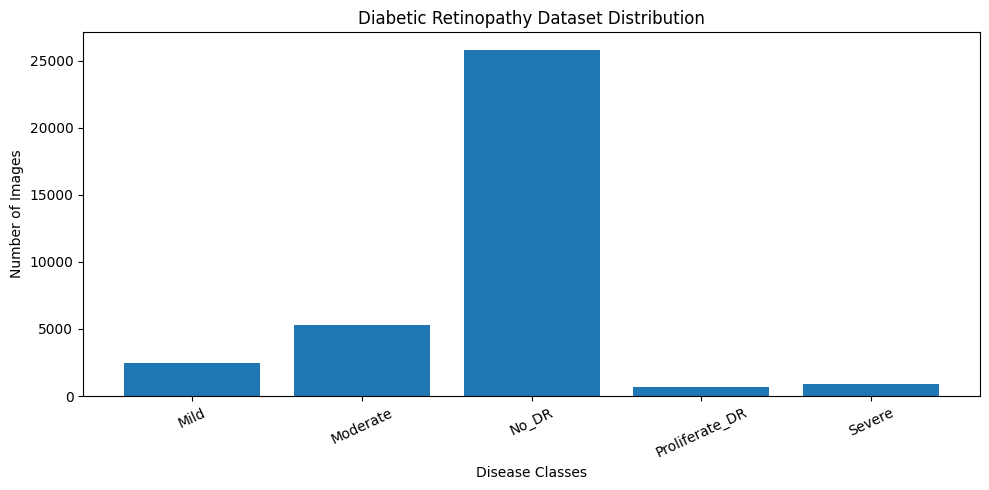 Diabetic Retinopathy Dataset Distribution
Number of Images
25000
20000
15000
10000
5000
0
Mild
Moderate
No_DR
Proliferate_DR
Severe
Disease Classes